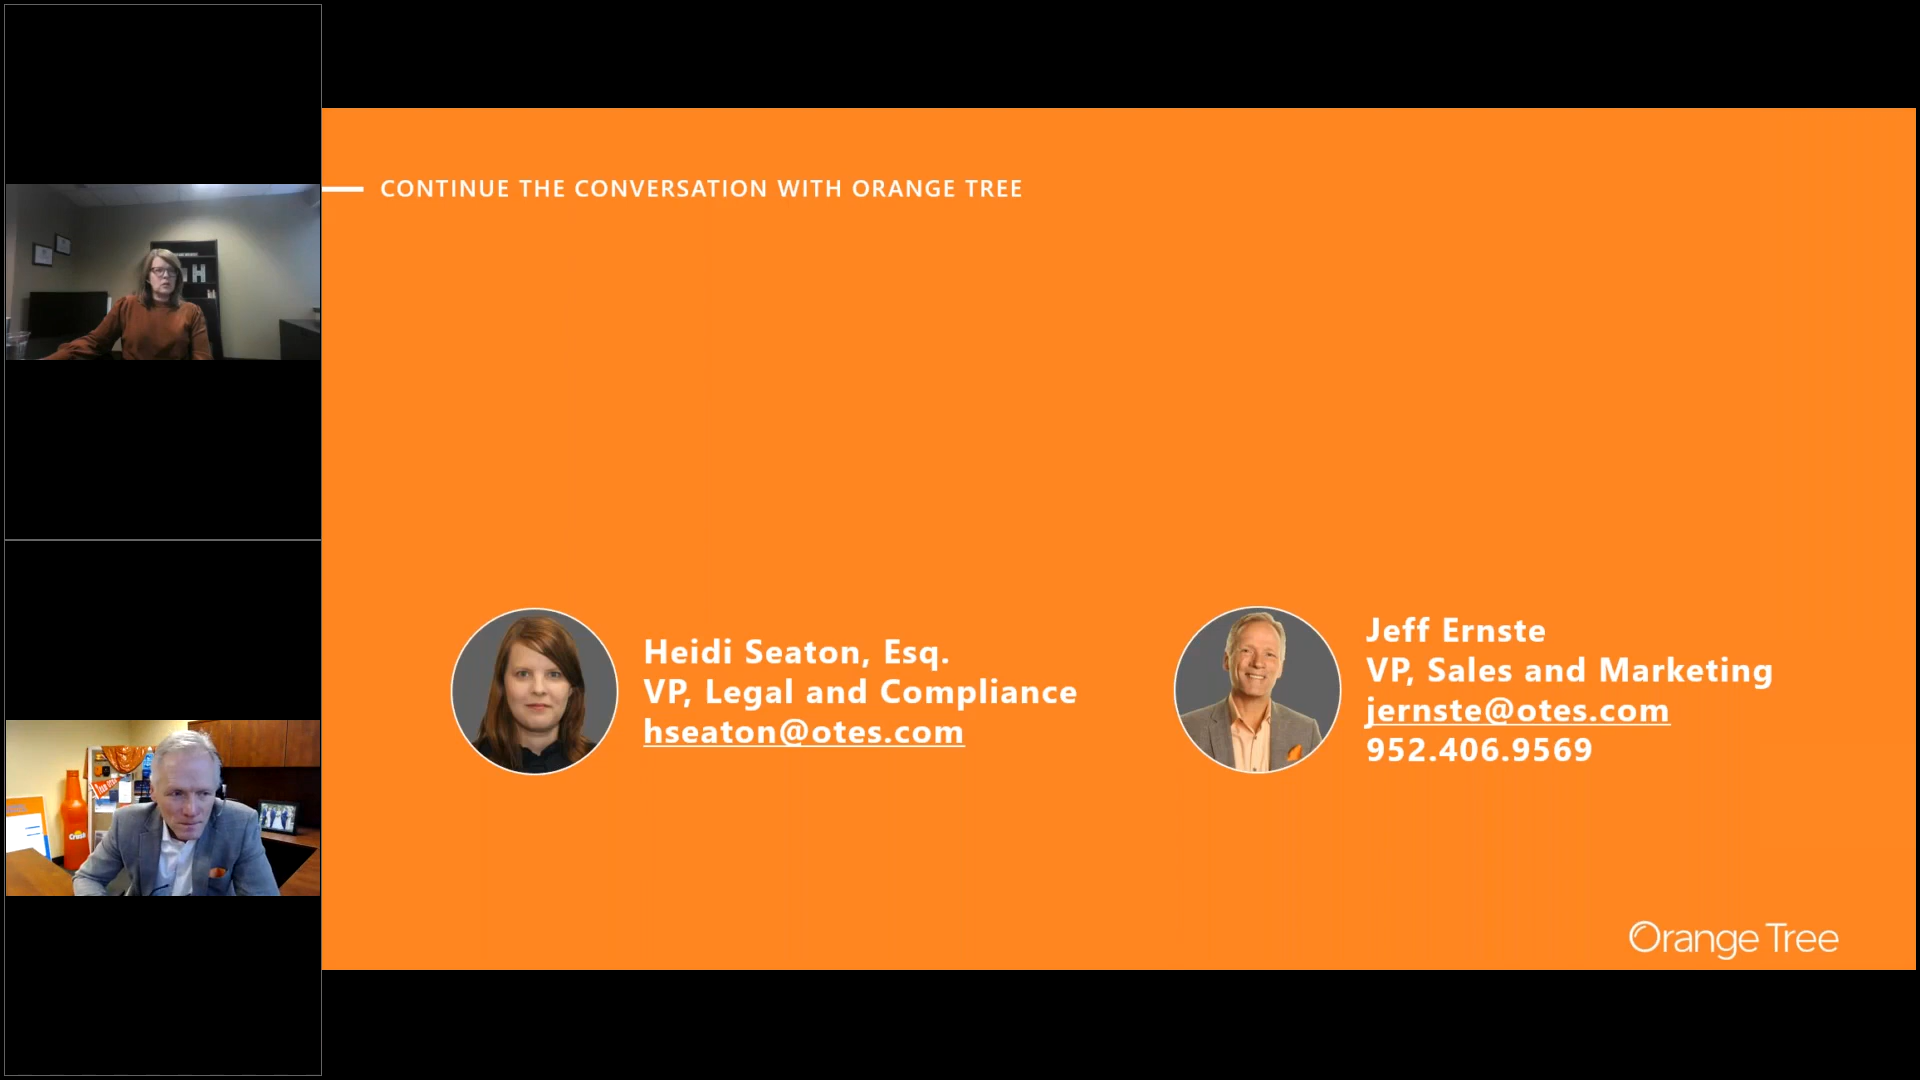 CONTINUE THE CONVERSATION WITH ORANGE TREE
Heidi Seaton, Esq.
VP, Legal and Compliance
hseaton@otes.com
Jeff Ernste
VP, Sales and Marketing
jernste@otes.com
952.406.9569
Orange Tree
H
Crush